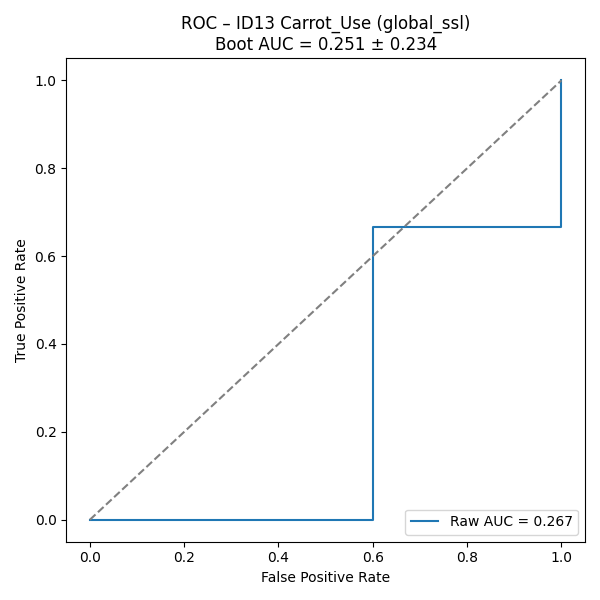 ROC – ID13 Carrot_Use (global_ssl)
Boot AUC = 0.251 ± 0.234
True Positive Rate
1.0
0.8
0.6
0.4
0.2
0.0
Raw AUC = 0.267
0.0 0.2 0.4 0.6 0.8 1.0
False Positive Rate